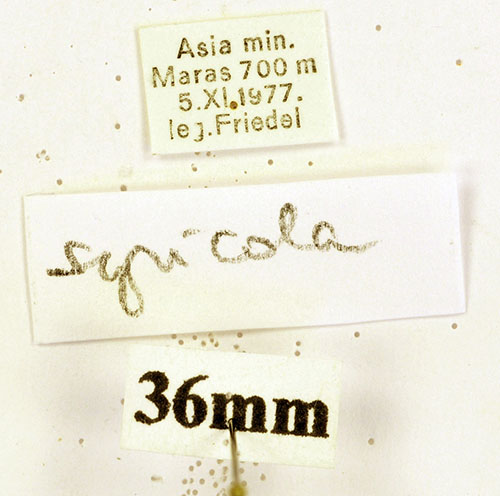 Asia min.
Maras 700 m
5.XI.1977.
leg. Friedel
syricola
36mm